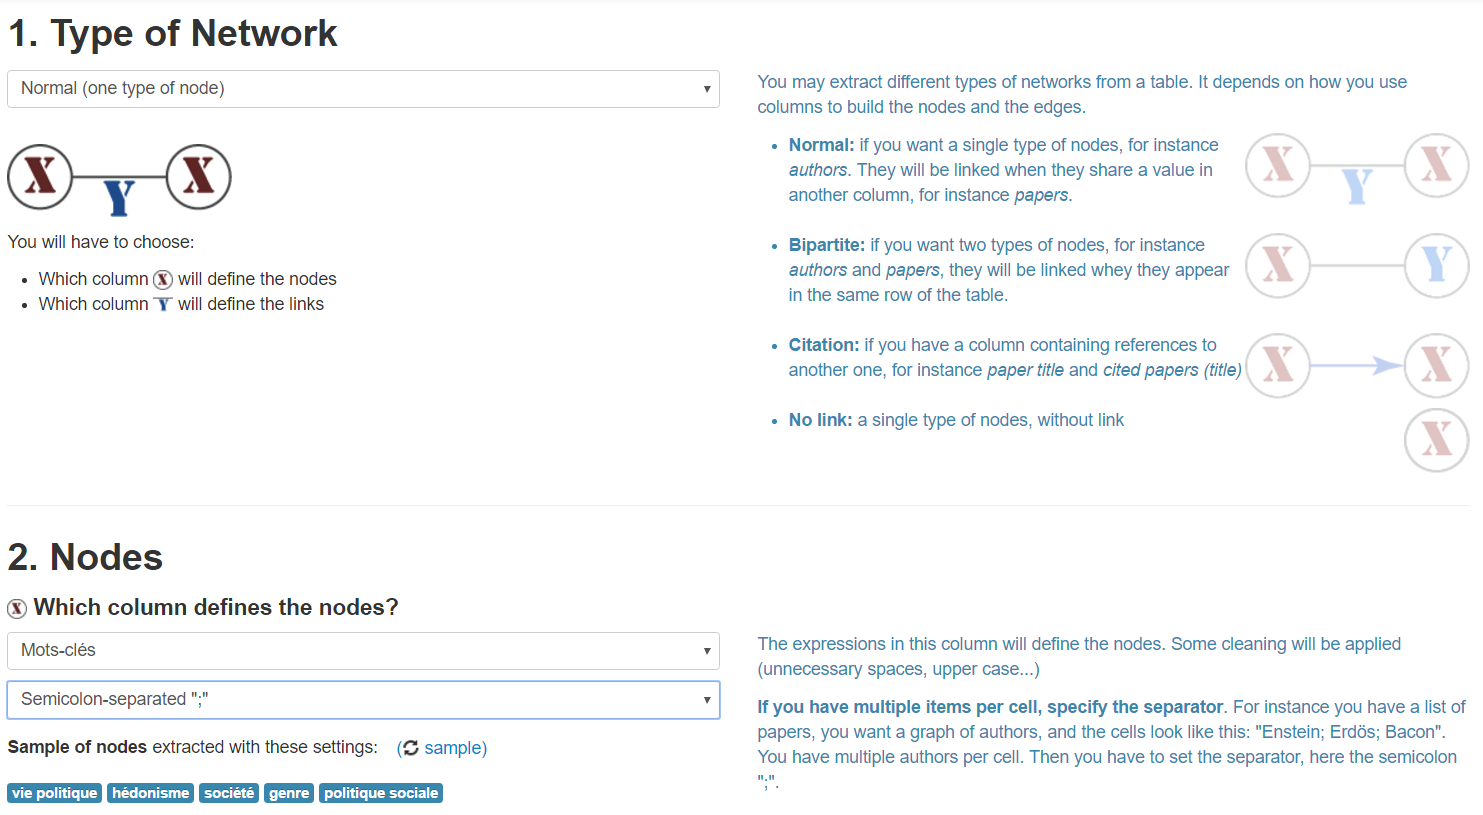 1. Type of Network
Normal (one type of node)
X X
Y
You will have to choose:
Which column X will define the nodes
Which column Y will define the links
You may extract different types of networks from a table. It depends on how you use
columns to build the nodes and the edges.
Normal: if you want a single type of nodes, for instance
authors. They will be linked when they share a value in
another column, for instance papers.
X X
Y
Bipartite: if you want two types of nodes, for instance
authors and papers, they will be linked whey they appear
in the same row of the table.
X Y
Citation: if you have a column containing references to
another one, for instance paper title and cited papers (title)
X X
No link: a single type of nodes, without link
X
2. Nodes
X Which column defines the nodes?
Mots-clés
Semicolon-separated ";"
Sample of nodes extracted with these settings: (sample)
vie politique hédonisme société genre politique sociale
The expressions in this column will define the nodes. Some cleaning will be applied
(unnecessary spaces, upper case...)
If you have multiple items per cell, specify the separator. For instance you have a list of
papers, you want a graph of authors, and the cells look like this: "Enstein; Erdös; Bacon".
You have multiple authors per cell. Then you have to set the separator, here the semicolon
";".